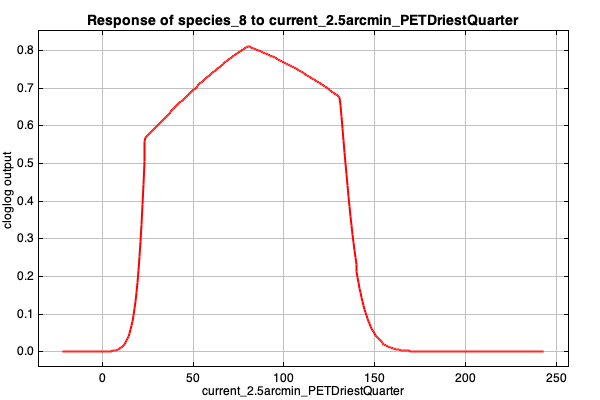 Response of species_8 to current_2.5arcmin_PETDriestQuarter
cloglog output
0.8
0.7
0.6
0.5
0.4
0.3
0.2
0.1
0.0
0 50 100 150 200 250
current_2.5arcmin_PETDriestQuarter